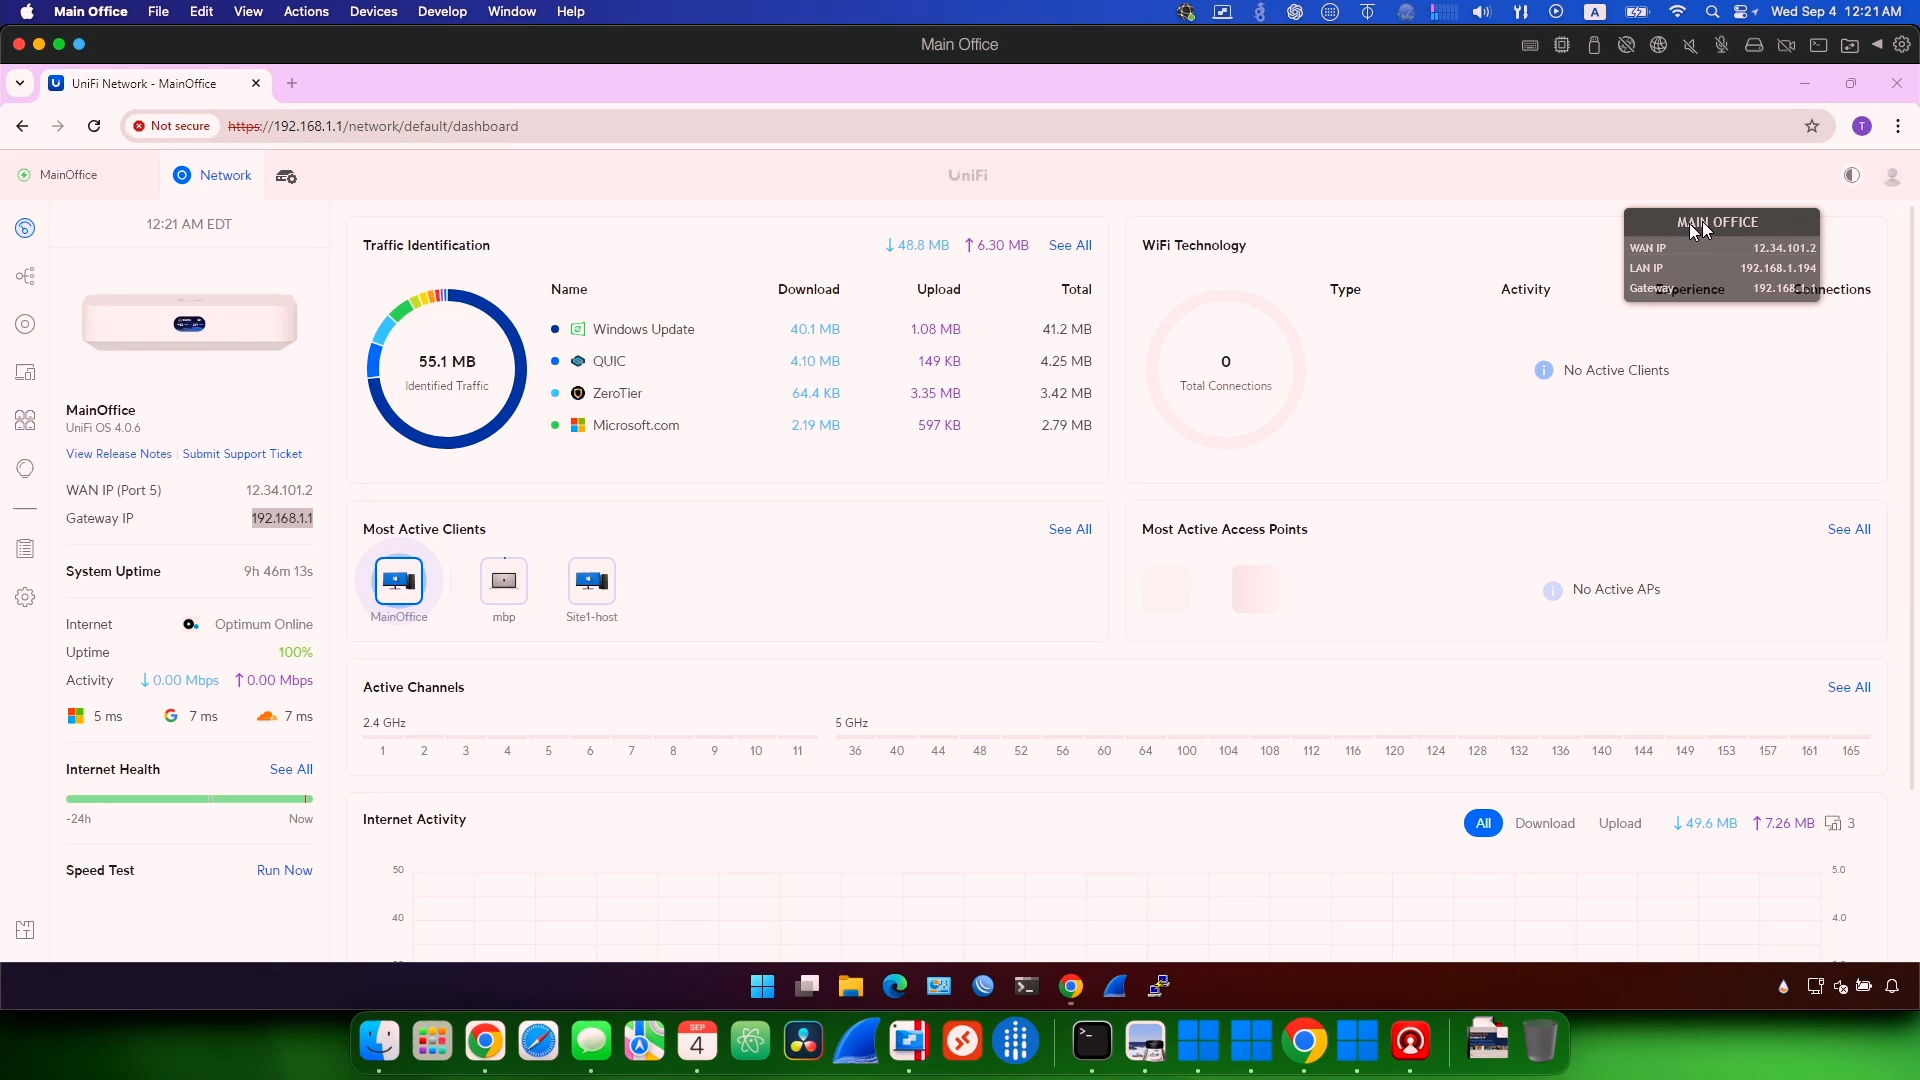 Main Office File Edit View Actions Devices Develop Window Help
A
Wed Sep 4 12:21 AM
Main Office
UniFi Network - MainOffice
Not secure https://192.168.1.1/network/default/dashboard
T
MainOffice Network UniFi
12:21 AM EDT
MainOffice
UniFi OS 4.0.6
View Release Notes Submit Support Ticket
WAN IP (Port 5) 12.34.101.2
Gateway IP 192.168.1.1
System Uptime 9h 46m 13s
Internet Optimum Online
Uptime 100%
Activity ↓0.00 Mbps ↑0.00 Mbps
5 ms 7 ms 7 ms
Internet Health See All
-24h Now
Speed Test Run Now
Traffic Identification ↓48.8 MB ↑6.30 MB See All
Name Download Upload Total
55.1 MB
Identified Traffic
Windows Update 40.1 MB 1.08 MB 41.2 MB
QUIC 4.10 MB 149 KB 4.25 MB
ZeroTier 64.4 KB 3.35 MB 3.42 MB
Microsoft.com 2.19 MB 597 KB 2.79 MB
WiFi Technology
Type Activity Experience Connections
0
Total Connections
No Active Clients
MAIN OFFICE
WAN IP 12.34.101.2
LAN IP 192.168.1.194
Gateway 192.168.1.1
Most Active Clients See All
MainOffice mbp Site1-host
Most Active Access Points See All
No Active APs
Active Channels See All
2.4 GHz
1 2 3 4 5 6 7 8 9 10 11
5 GHz
36 40 44 48 52 56 60 64 100 104 108 112 116 120 124 128 132 136 140 144 149 153 157 161 165
Internet Activity
All Download Upload ↓49.6 MB ↑7.26 MB 3
50 5.0
40 4.0
SEP
4